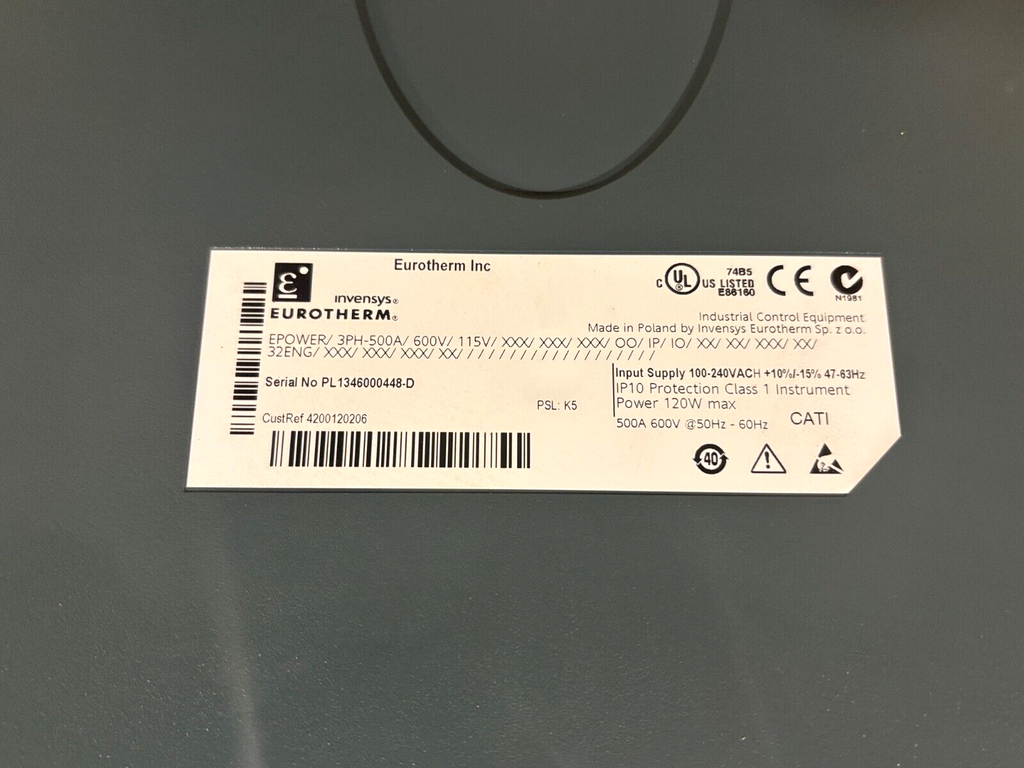 Eurotherm Inc
invensys®
EUROTHERM®
C UL US LISTED
74B5
E86160
CE
N1981
Industrial Control Equipment
Made in Poland by Invensys Eurotherm Sp. z o.o.
EPOWER/ 3PH-500A/ 600V/ 115V/ XXX/ XXX/ XXX/ OO/ IP/ IO/ XX/ XX/ XXX/ XX/
32ENG/ XXX/ XXX/ XXX/ XX/ / / / / / / / / / / / / / / / / /
Serial No PL1346000448-D
PSL: K5
CustRef 4200120206
Input Supply 100-240VACH +10%/-15% 47-63Hz
IP10 Protection Class 1 Instrument
Power 120W max
500A 600V @50Hz - 60Hz
CATI
40